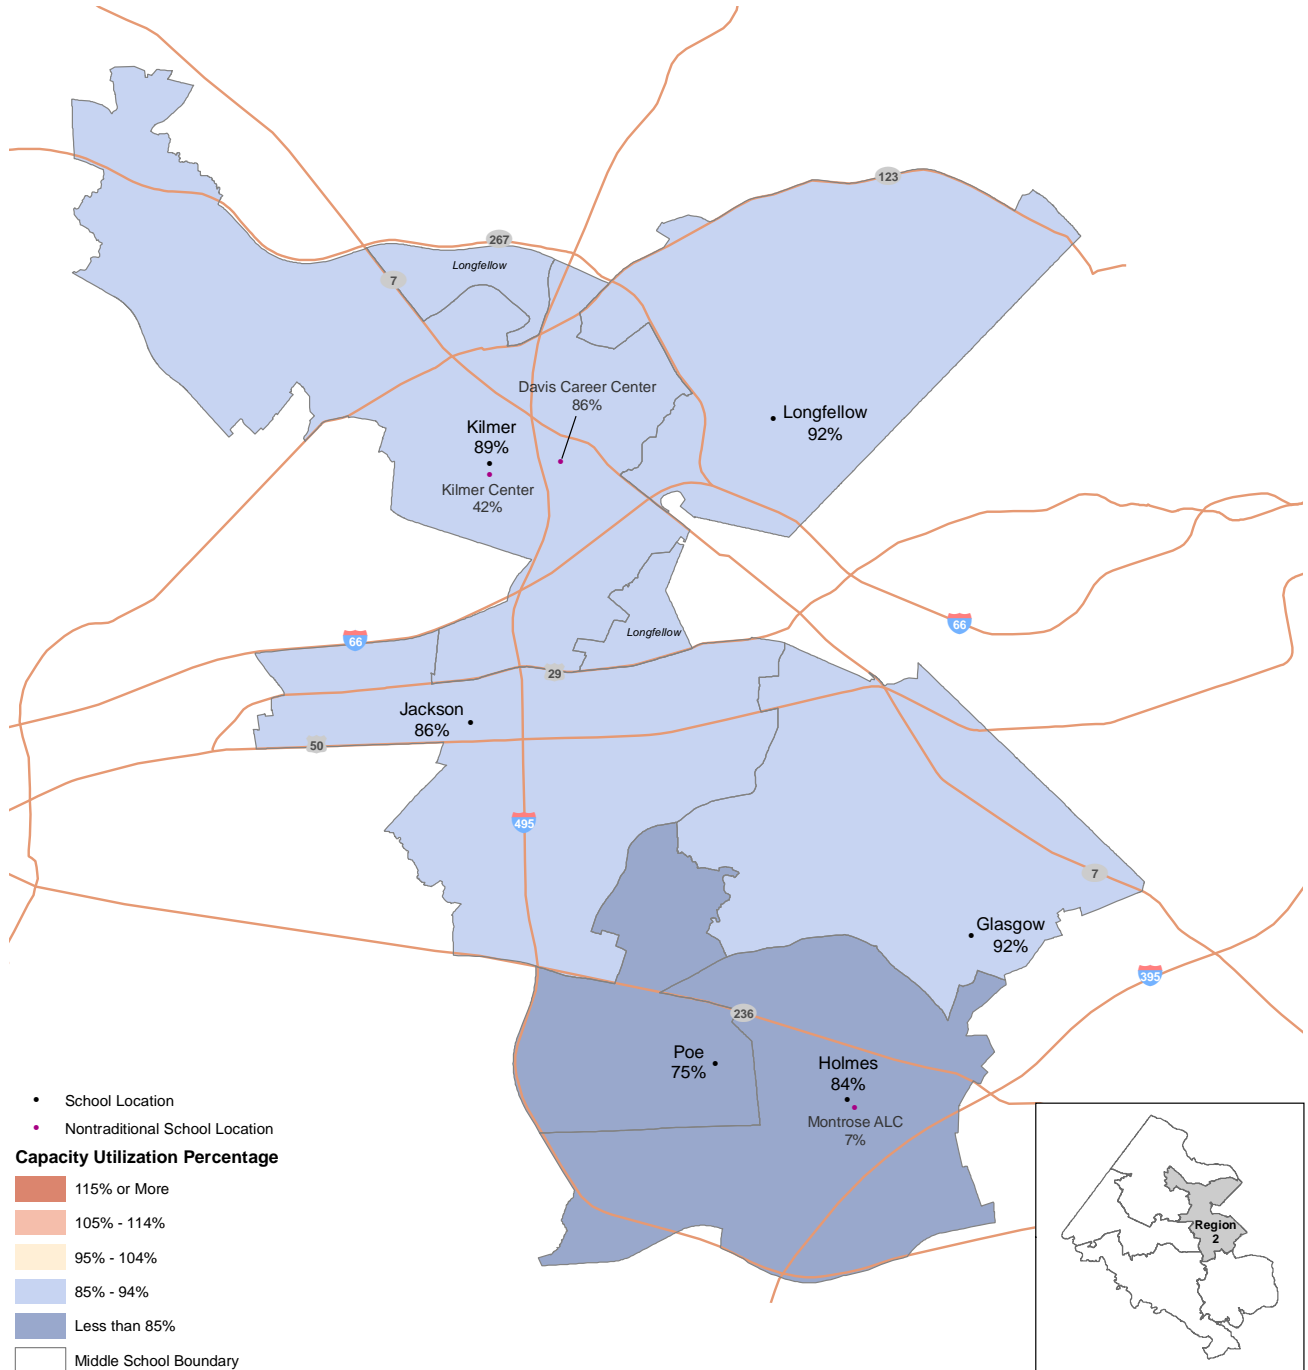 123
267
Longfellow
7
Davis Career Center
86%
Longfellow
92%
Kilmer
89%
Kilmer Center
42%
66
66
Longfellow
29
Jackson
86%
50
495
7
Glasgow
92%
395
236
Poe
75%
Holmes
84%
Montrose ALC
7%
School Location
Nontraditional School Location
Capacity Utilization Percentage
115% or More
105% - 114%
95% - 104%
85% - 94%
Less than 85%
Middle School Boundary
Region
2